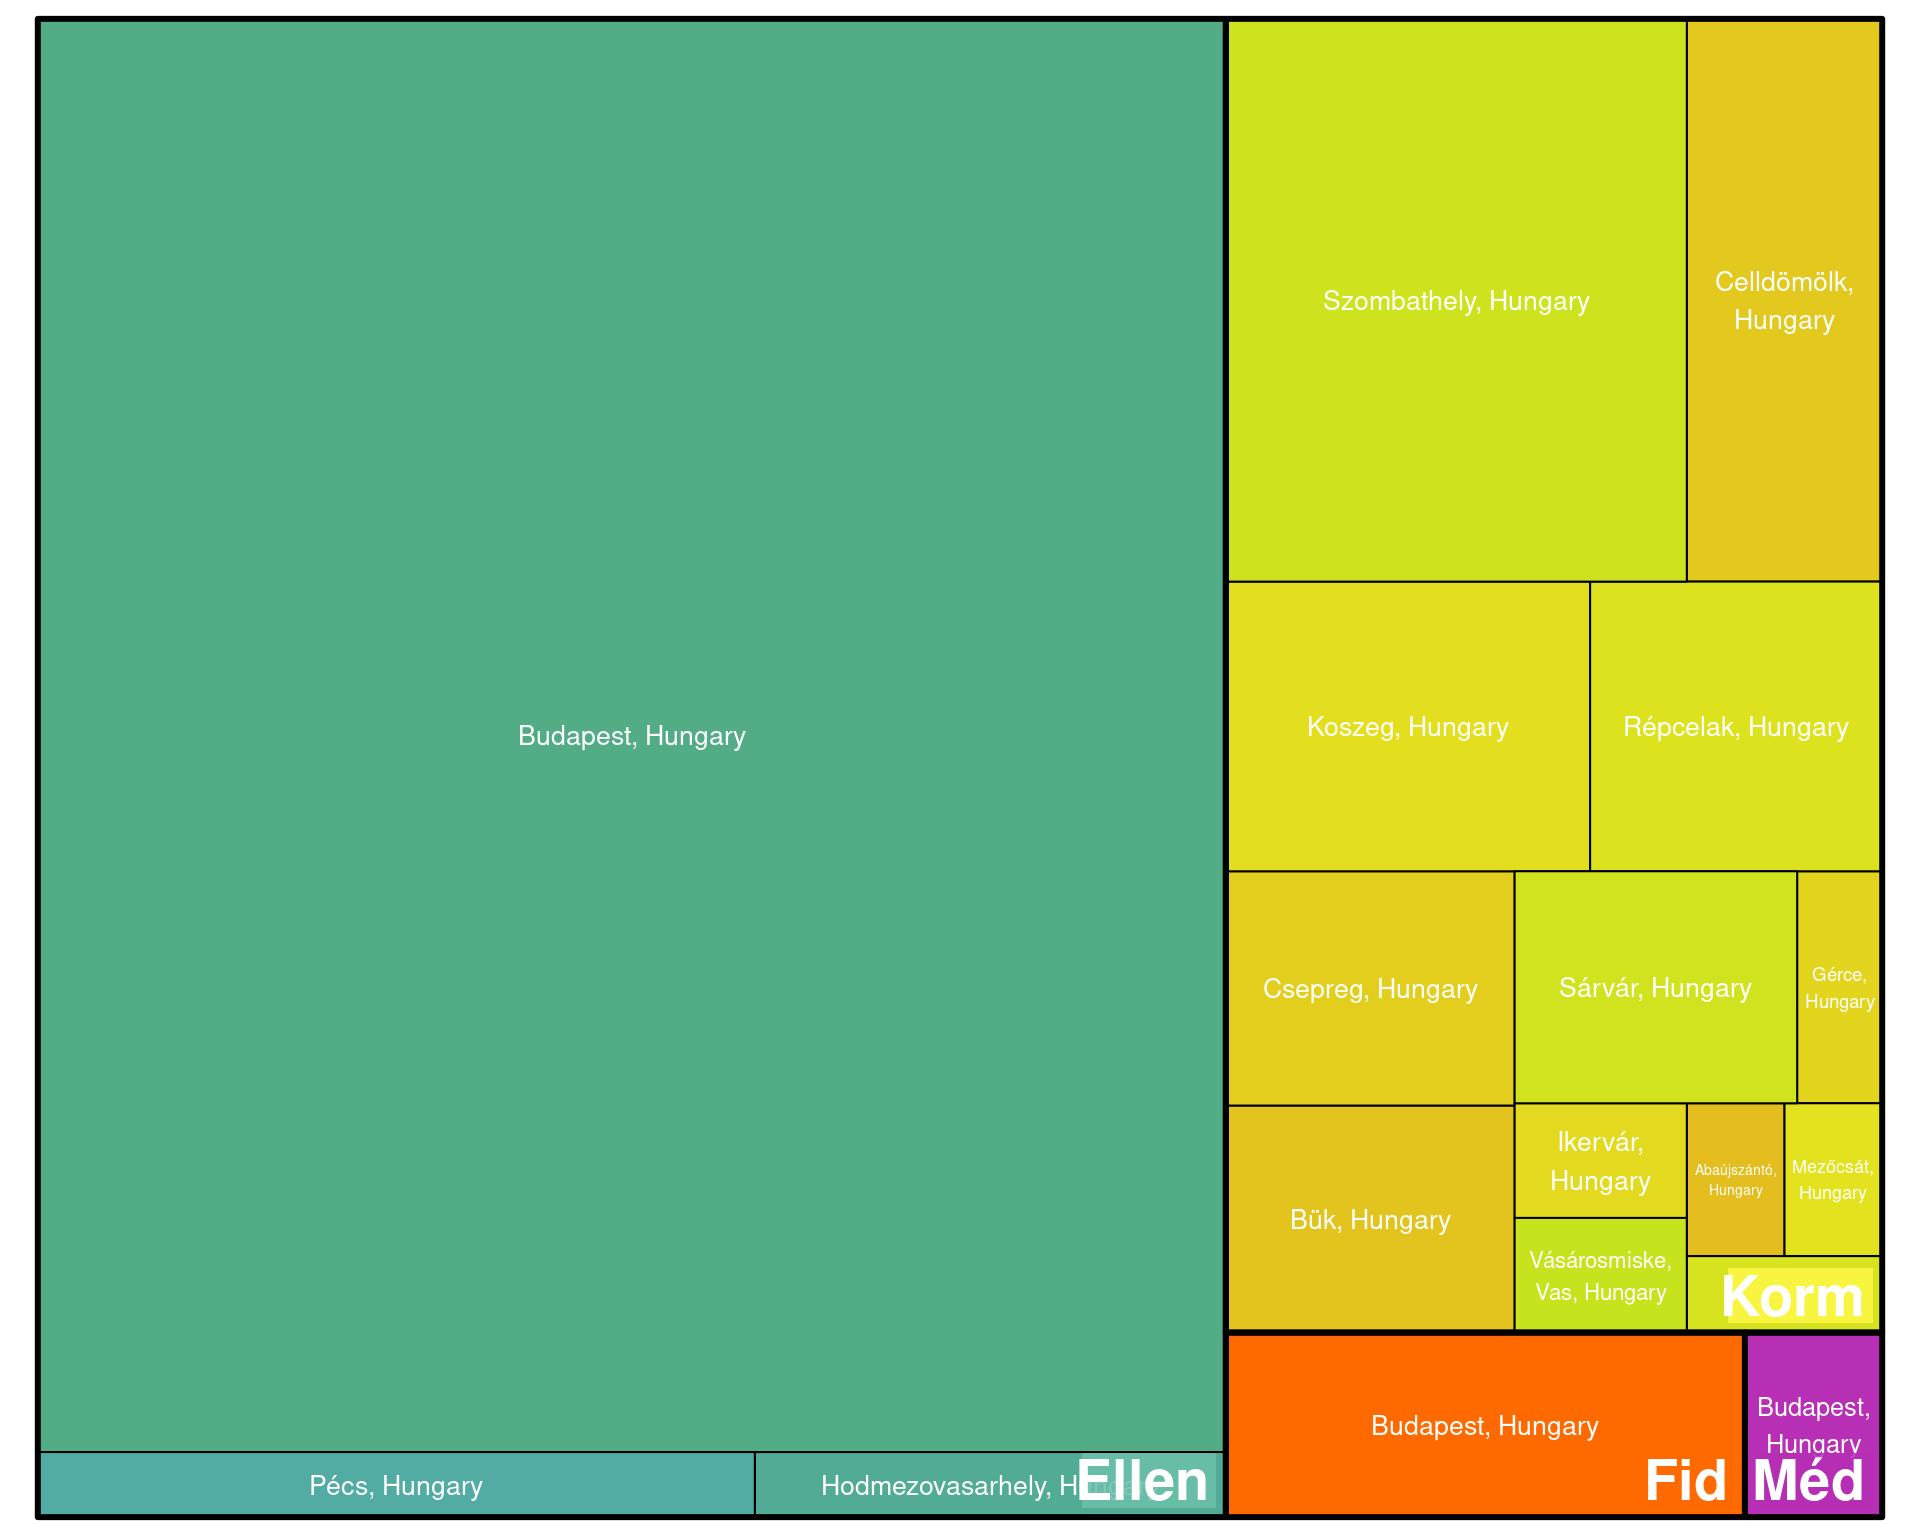 Budapest, Hungary
Pécs, Hungary
Hodmezovasarhely, Hungary
Ellen
Szombathely, Hungary
Celldömölk,
Hungary
Koszeg, Hungary
Répcelak, Hungary
Csepreg, Hungary
Sárvár, Hungary
Gérce,
Hungary
Bük, Hungary
Ikervár,
Hungary
Vásárosmiske,
Vas, Hungary
Abaújszántó,
Hungary
Mezőcsát,
Hungary
Korm
Budapest, Hungary
Fid
Budapest,
Hungary
Méd